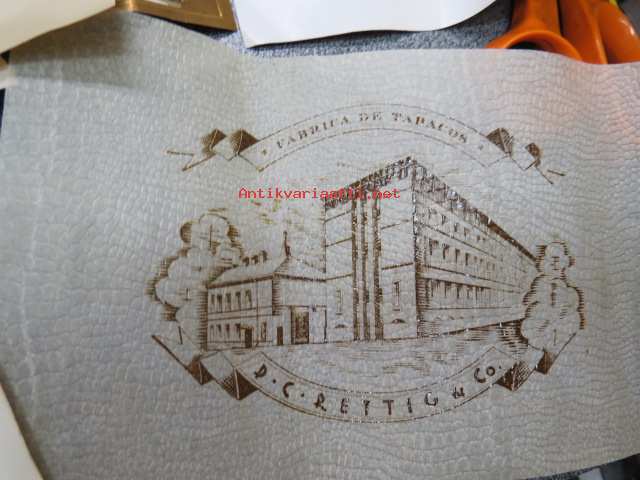 • FABRICA DE TABACOS •
Antikvariaatti.net
P. C. RETTIG & Co.